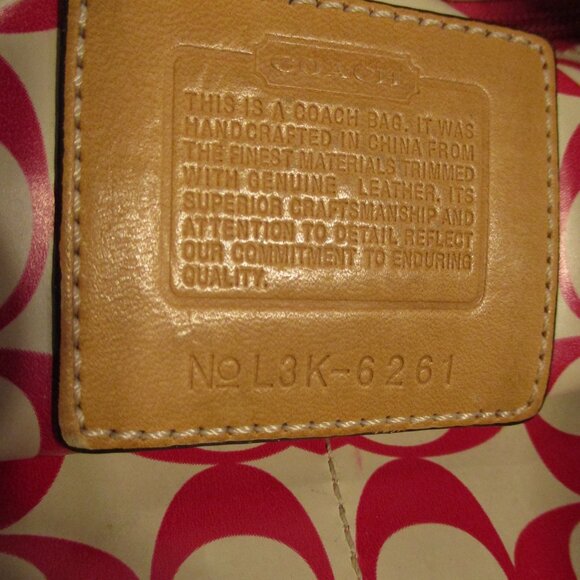 COACH
THIS IS A COACH BAG. IT WAS
HANDCRAFTED IN CHINA FROM
THE FINEST MATERIALS TRIMMED
WITH GENUINE LEATHER. ITS
SUPERIOR CRAFTSMANSHIP AND
ATTENTION TO DETAIL REFLECT
OUR COMMITMENT TO ENDURING
QUALITY.
No L3K-6261